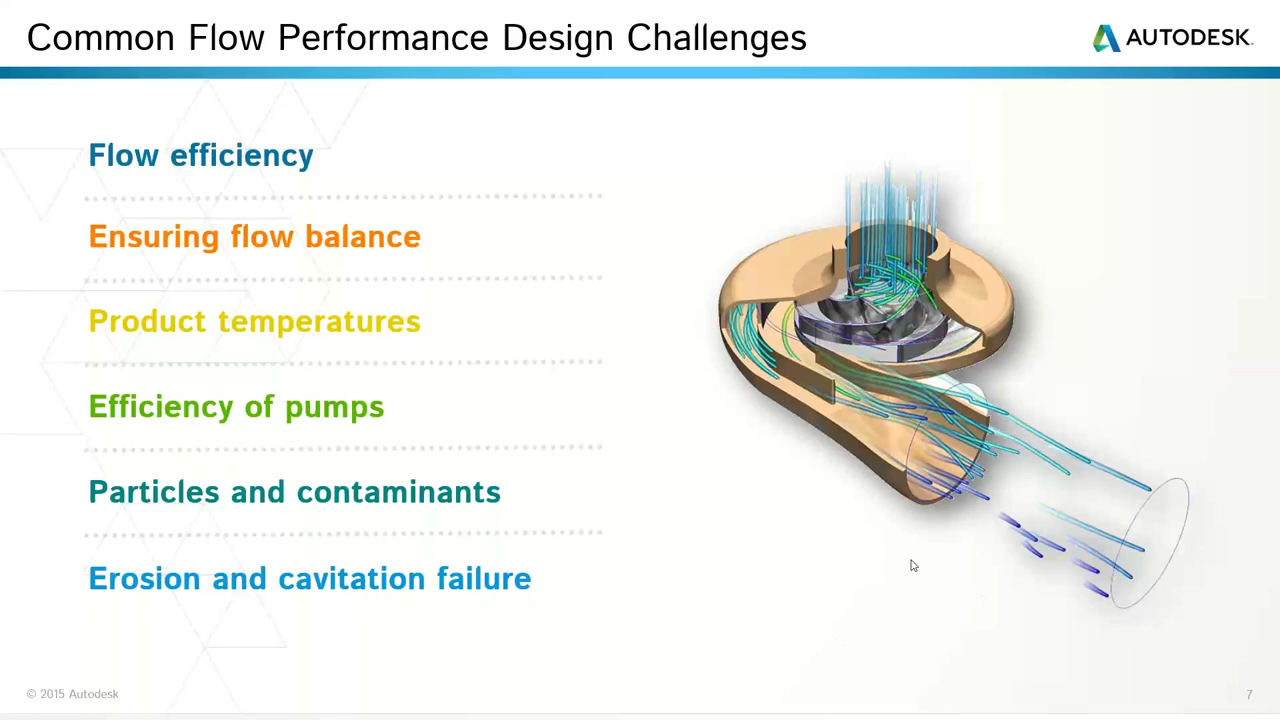 Common Flow Performance Design Challenges
AUTODESK
Flow efficiency
Ensuring flow balance
Product temperatures
Efficiency of pumps
Particles and contaminants
Erosion and cavitation failure
© 2015 Autodesk
7